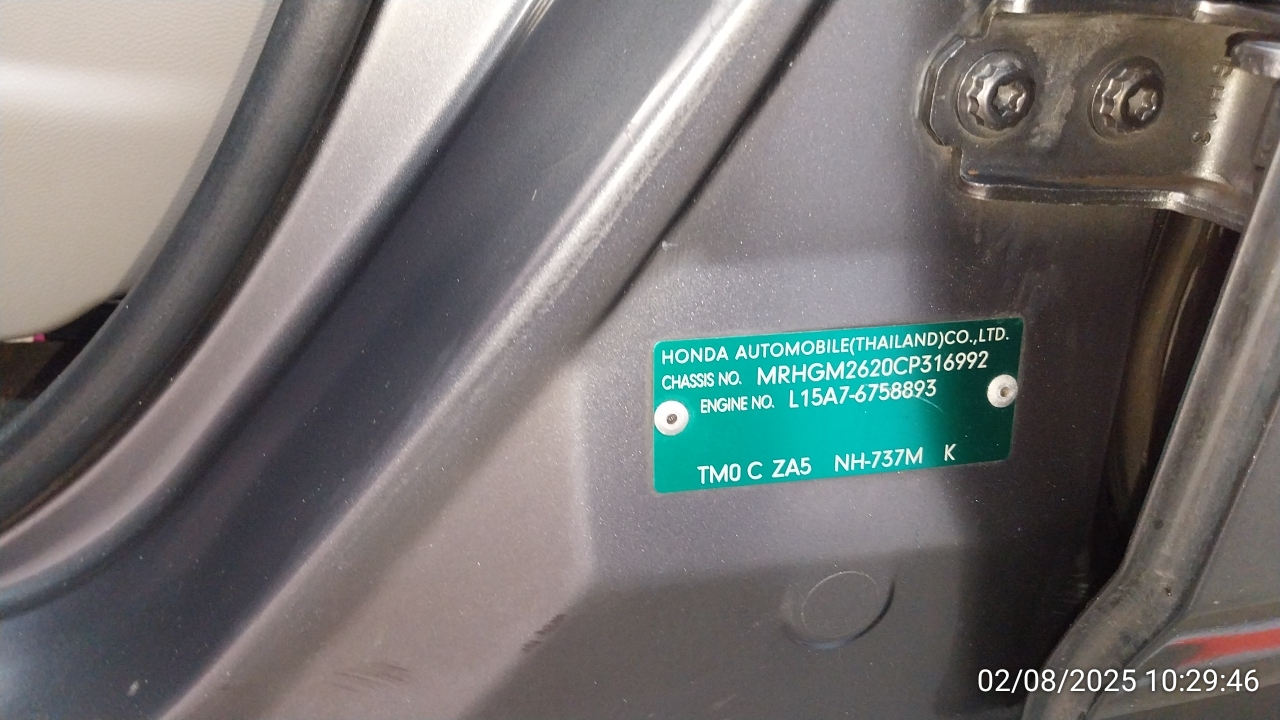 HONDA AUTOMOBILE(THAILAND)CO.,LTD.
CHASSIS NO. MRHGM2620CP316992
ENGINE NO. L15A7-6758893
TM0 C ZA5 NH-737M K
02/08/2025 10:29:46